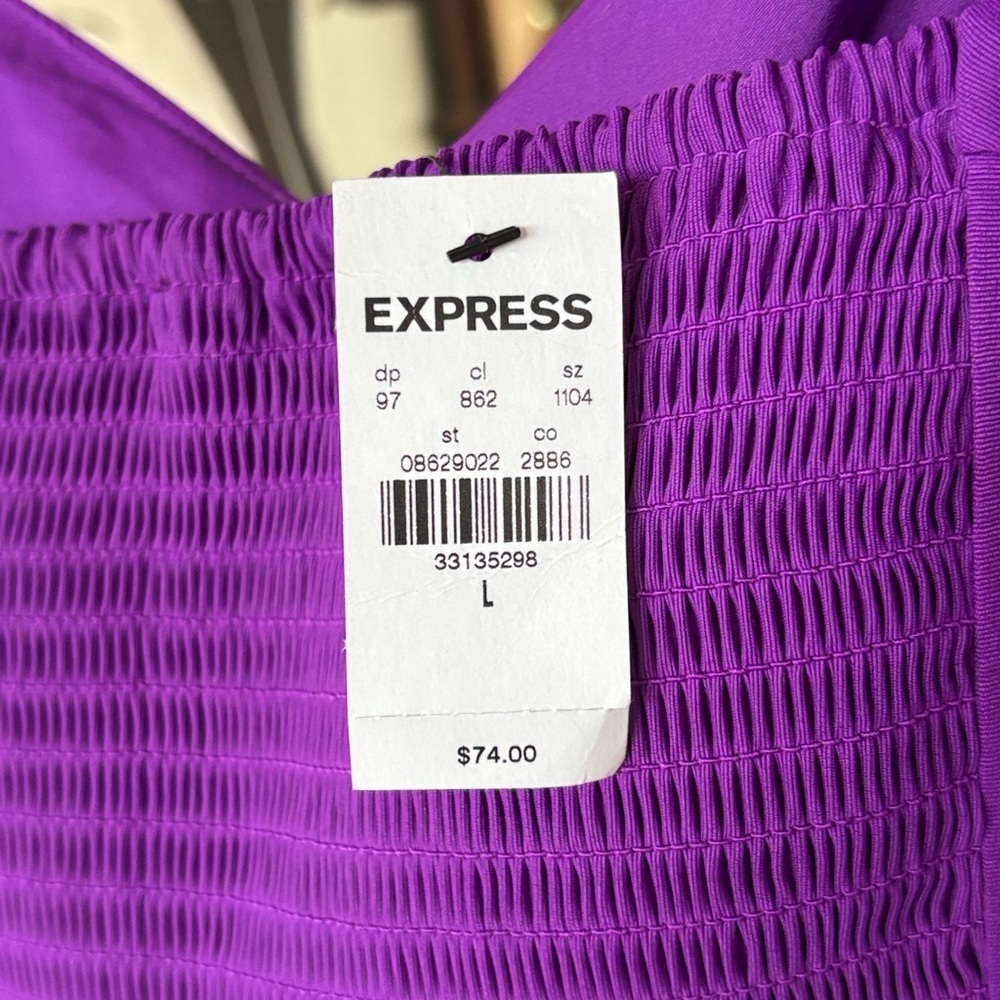 EXPRESS
dp cl sz
97 862 1104
st co
08629022 2886
33135298
L
$74.00